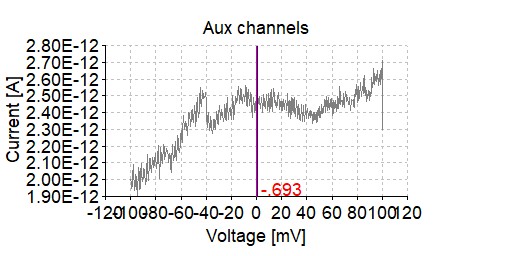 Aux channels
Current [A]
2.80E-12
2.70E-12
2.60E-12
2.50E-12
2.40E-12
2.30E-12
2.20E-12
2.10E-12
2.00E-12
1.90E-12
-.693
-120-100-80 -60 -40 -20 0 20 40 60 80 100 120
Voltage [mV]